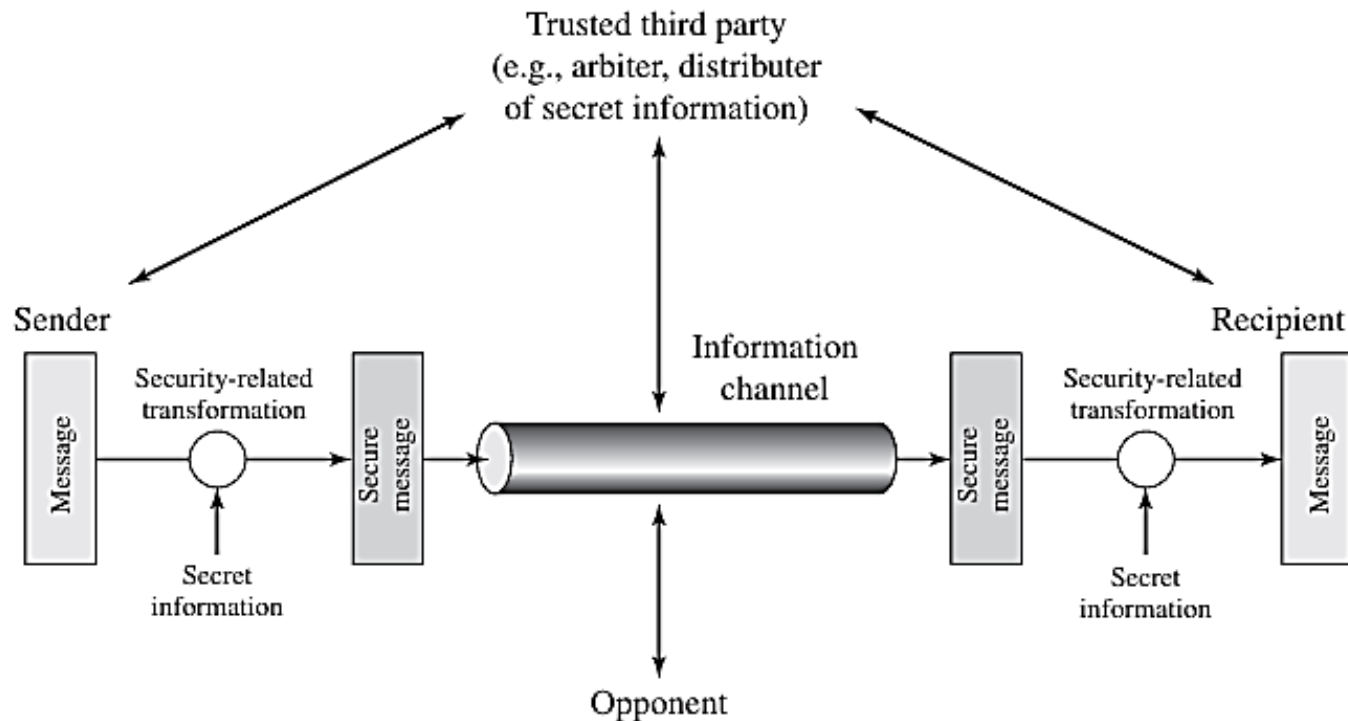 Trusted third party
(e.g., arbiter, distributer
of secret information)
Sender
Recipient
Information
channel
Message
Security-related
transformation
Secret
information
Secure
message
Secure
message
Security-related
transformation
Secret
information
Message
Opponent